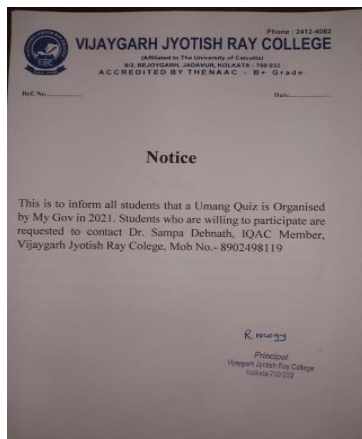 Phone : 2412-4082
VIJAYGARH JYOTISH RAY COLLEGE
(Affiliated to The University of Calcutta)
8/2, BEJOYGARH, JADAVUR, KOLKATA - 700 032
ACCREDITED BY THENAAC - B+ Grade.
Ref. No.
Date
Notice
This is to inform all students that a Umang Quiz is Organised
by My Gov in 2021. Students who are willing to participate are
requested to contact Dr. Sampa Debnath, IQAC Member,
Vijaygarh Jyotish Ray Colege, Mob No.- 8902498119
R. Neogy
Principal
Vijaygarh Jyotish Ray College
Kolkata-700 032